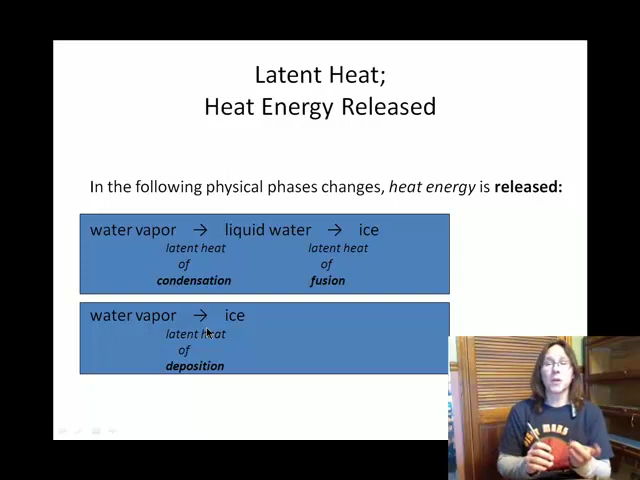 Latent Heat;
Heat Energy Released
In the following physical phases changes, heat energy is released:
water vapor → liquid water → ice
latent heat latent heat
of of
condensation fusion
water vapor → ice
latent heat
of
deposition